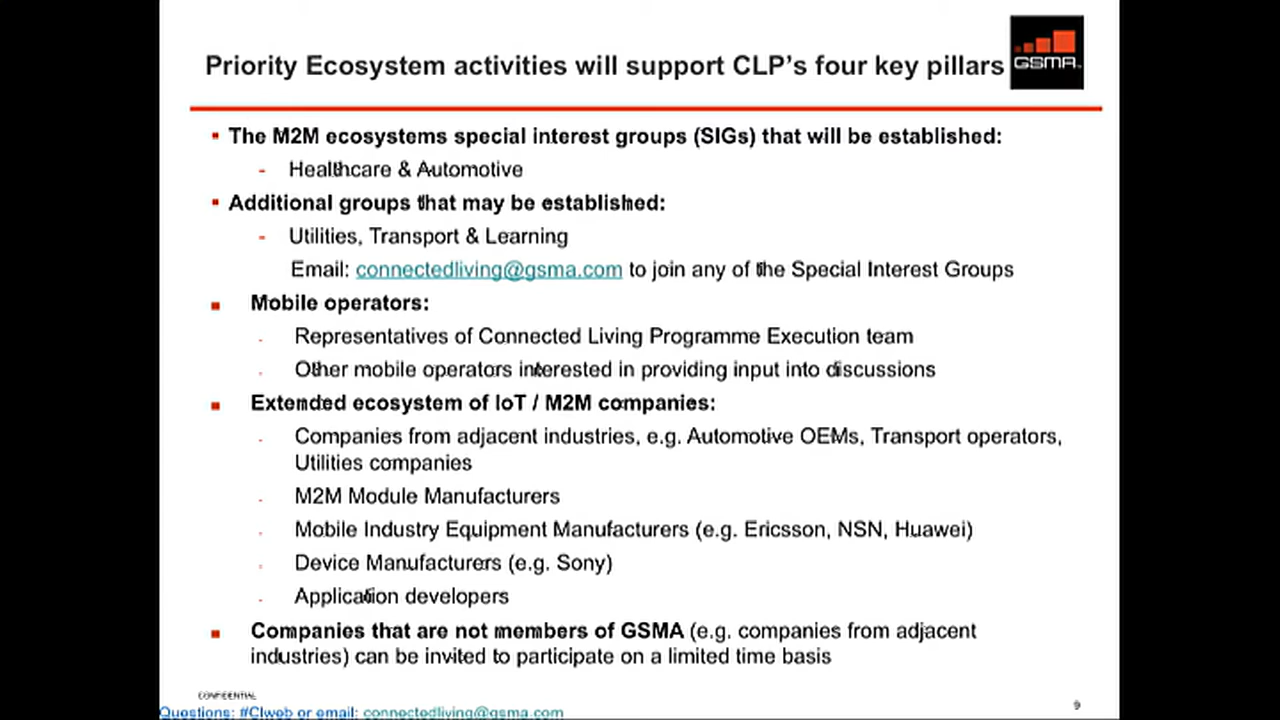 Priority Ecosystem activities will support CLP's four key pillars
GSMA
▪ The M2M ecosystems special interest groups (SIGs) that will be established:
- Healthcare & Automotive
▪ Additional groups that may be established:
- Utilities, Transport & Learning
Email: connectedliving@gsma.com to join any of the Special Interest Groups
▪ Mobile operators:
- Representatives of Connected Living Programme Execution team
- Other mobile operators interested in providing input into discussions
▪ Extended ecosystem of IoT / M2M companies:
- Companies from adjacent industries, e.g. Automotive OEMs, Transport operators,
Utilities companies
- M2M Module Manufacturers
- Mobile Industry Equipment Manufacturers (e.g. Ericsson, NSN, Huawei)
- Device Manufacturers (e.g. Sony)
- Application developers
▪ Companies that are not members of GSMA (e.g. companies from adjacent
industries) can be invited to participate on a limited time basis
CONFIDENTIAL
9
Questions: #Clweb or email: connectedliving@gsma.com